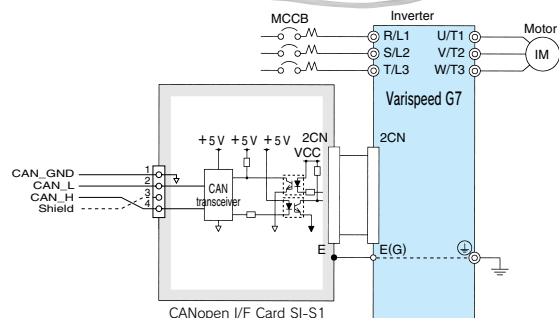 MCCB
Inverter
Motor
R/L1 U/T1
S/L2 V/T2
T/L3 W/T3
IM
Varispeed G7
+5V +5V +5V
2CN
2CN
VCC
CAN_GND 1
CAN_L 2
CAN_H 3
Shield 4
CAN
transceiver
E
E(G)
CANopen I/F Card SI-S1